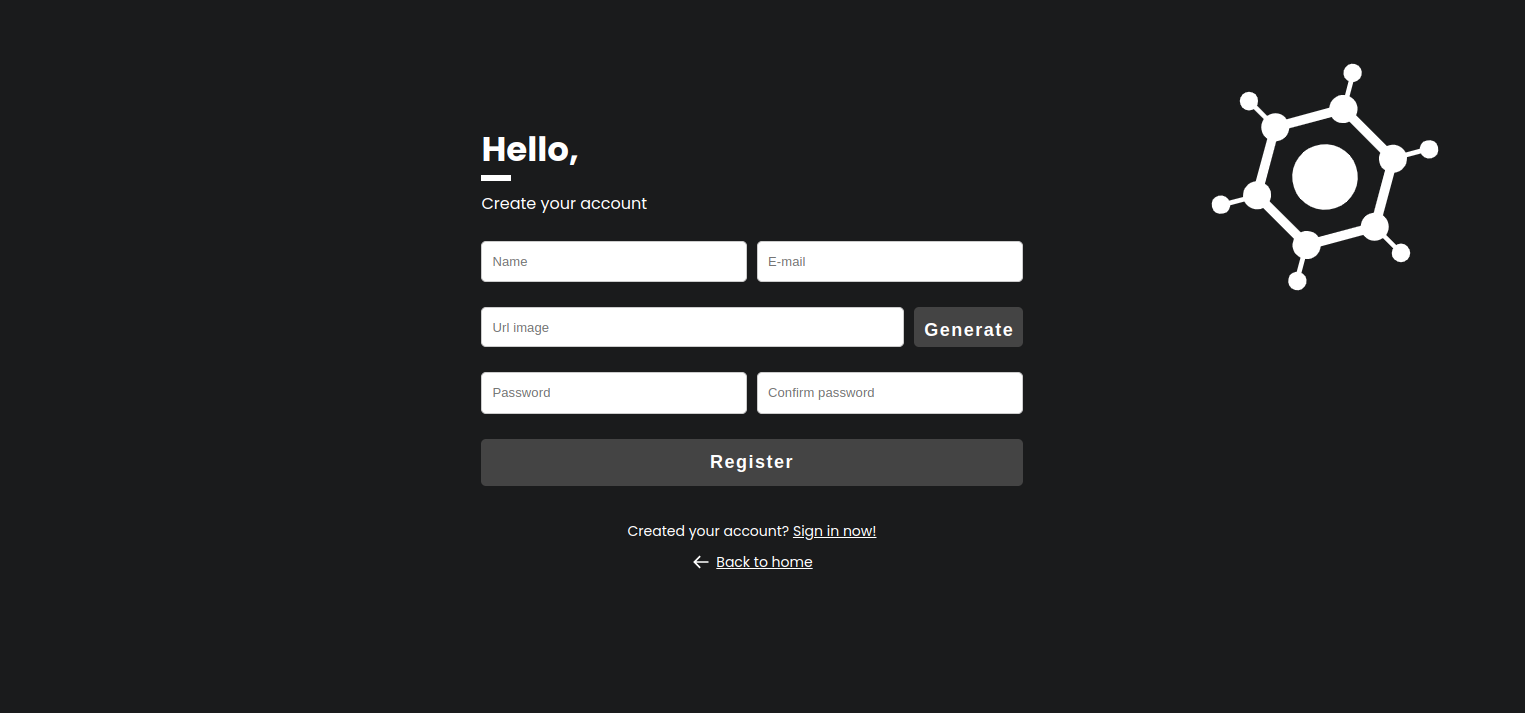 Hello,
Create your account
Name E-mail
Url image Generate
Password Confirm password
Register
Created your account? Sign in now!
Back to home